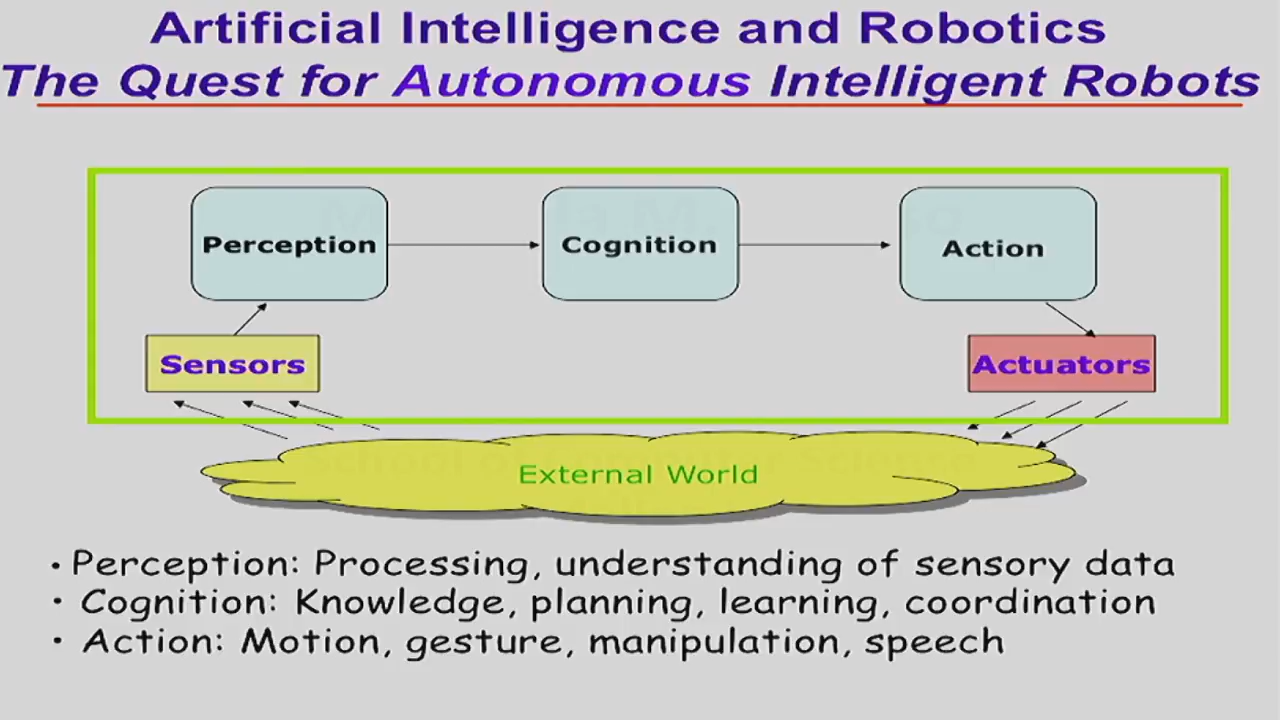 Artificial Intelligence and Robotics
The Quest for Autonomous Intelligent Robots
Perception
Cognition
Action
Sensors
Actuators
External World
• Perception: Processing, understanding of sensory data
• Cognition: Knowledge, planning, learning, coordination
• Action: Motion, gesture, manipulation, speech